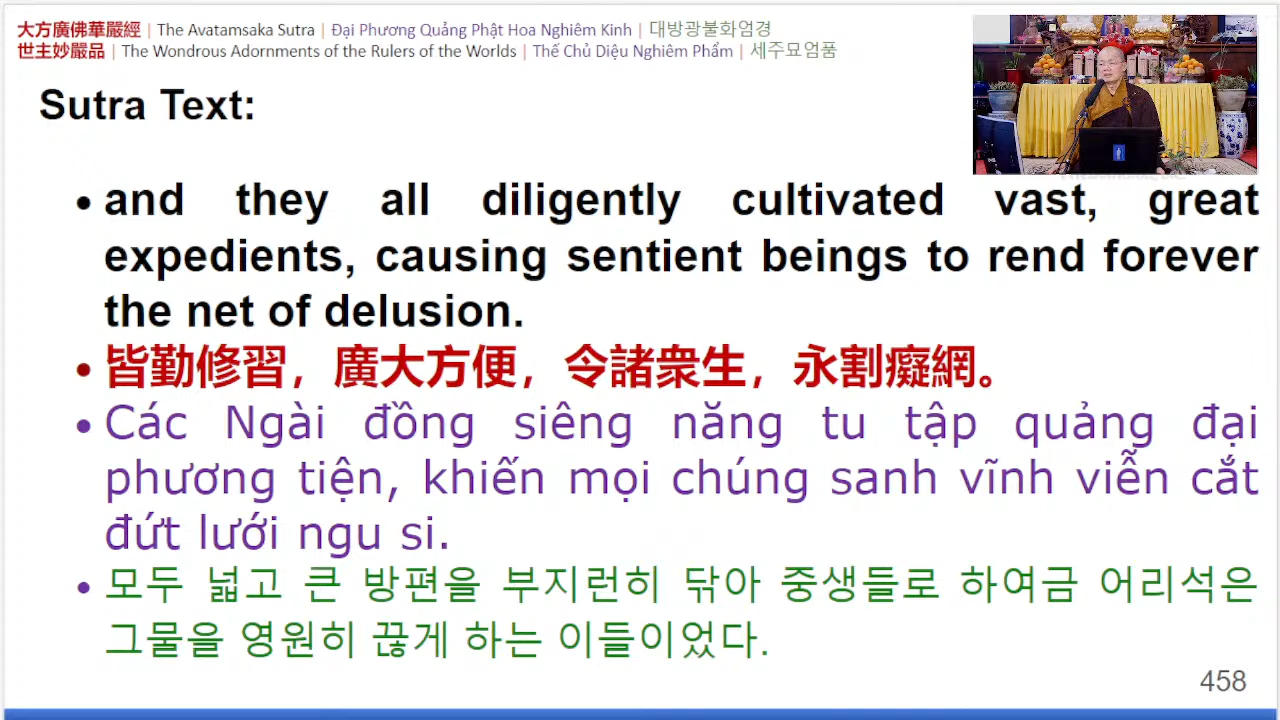 大方廣佛華嚴經 | The Avatamsaka Sutra | Đại Phương Quảng Phật Hoa Nghiêm Kinh | 대방광불화엄경
世主妙嚴品 | The Wondrous Adornments of the Rulers of the Worlds | Thế Chủ Diệu Nghiêm Phẩm | 세주묘엄품
Sutra Text:
• and they all diligently cultivated vast, great
expedients, causing sentient beings to rend forever
the net of delusion.
• 皆勤修習，廣大方便，令諸衆生，永割癡網。
• Các Ngài đồng siêng năng tu tập quảng đại
phương tiện, khiến mọi chúng sanh vĩnh viễn cắt
đứt lưới ngu si.
• 모두 넓고 큰 방편을 부지런히 닦아 중생들로 하여금 어리석은
그물을 영원히 끊게 하는 이들이었다.
458